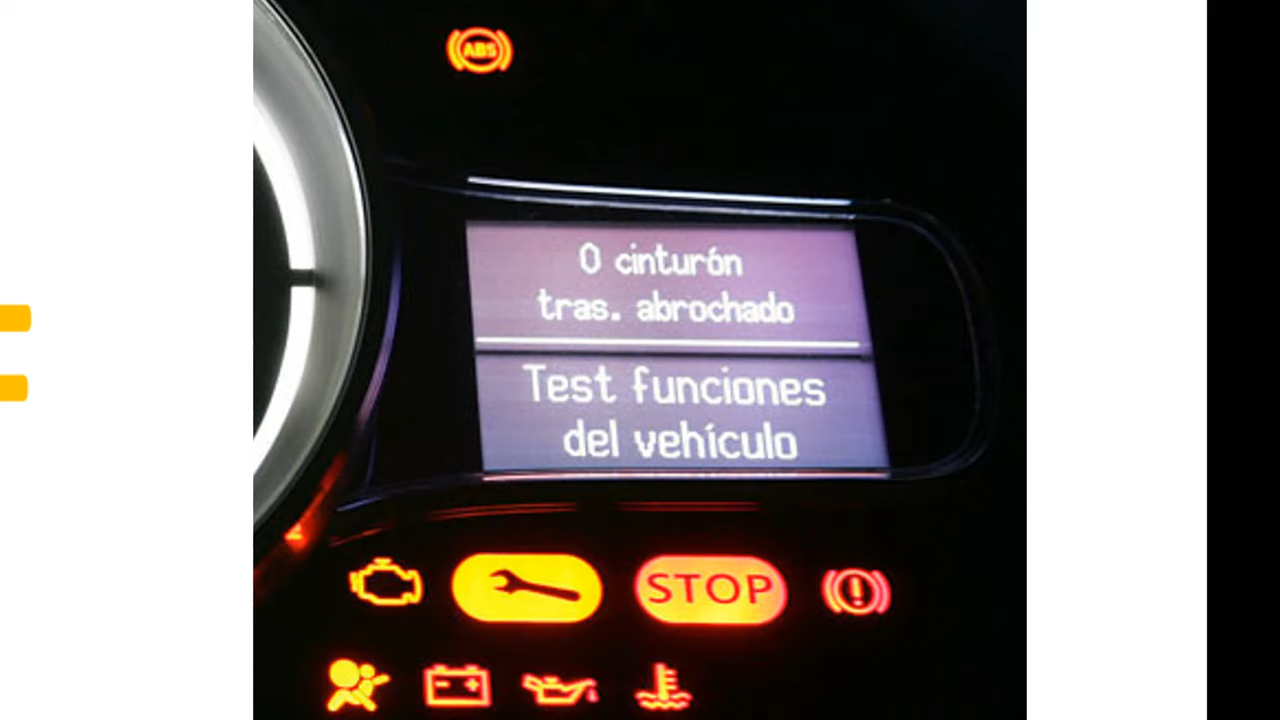 ABS
0 cinturón
tras. abrochado
Test funciones
del vehículo
STOP